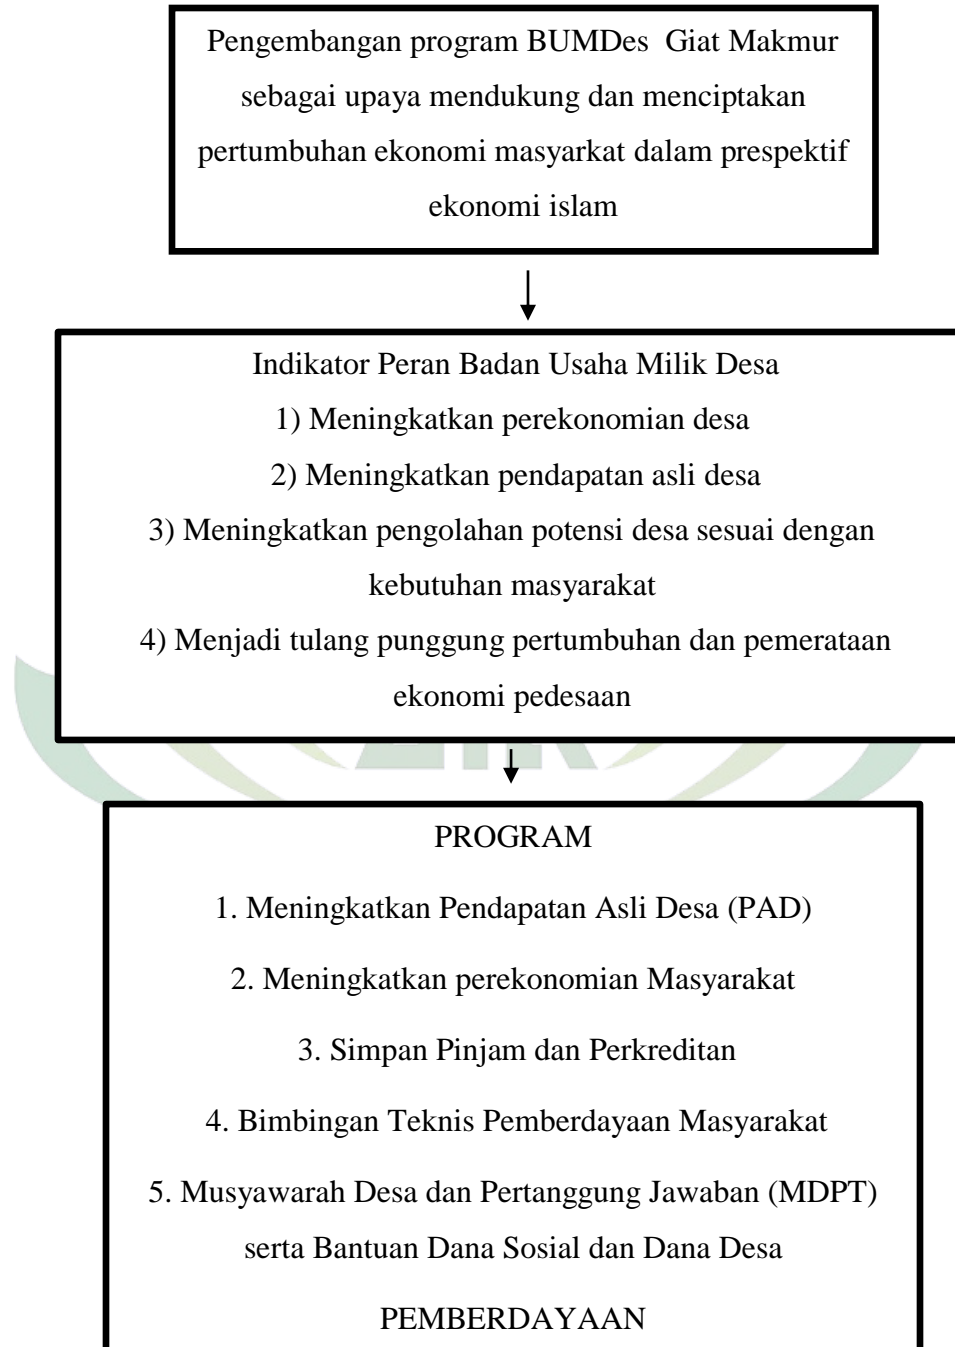 Pengembangan program BUMDes Giat Makmur
sebagai upaya mendukung dan menciptakan
pertumbuhan ekonomi masyarkat dalam prespektif
ekonomi islam
Indikator Peran Badan Usaha Milik Desa
1) Meningkatkan perekonomian desa
2) Meningkatkan pendapatan asli desa
3) Meningkatkan pengolahan potensi desa sesuai dengan
kebutuhan masyarakat
4) Menjadi tulang punggung pertumbuhan dan pemerataan
ekonomi pedesaan
PROGRAM
1. Meningkatkan Pendapatan Asli Desa (PAD)
2. Meningkatkan perekonomian Masyarakat
3. Simpan Pinjam dan Perkreditan
4. Bimbingan Teknis Pemberdayaan Masyarakat
5. Musyawarah Desa dan Pertanggung Jawaban (MDPT)
serta Bantuan Dana Sosial dan Dana Desa
PEMBERDAYAAN